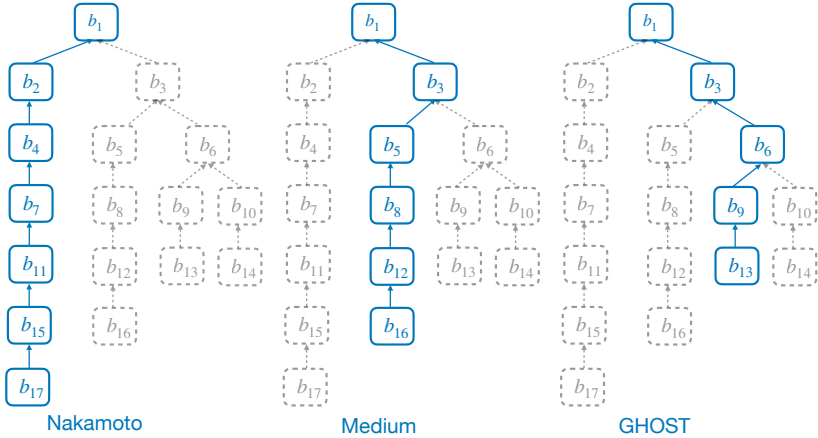 b1 b1 b1
b2 b3 b2 b3 b2 b3
b4 b5 b6 b4 b5 b6 b4 b5 b6
b7 b8 b9 b10 b7 b8 b9 b10 b7 b8 b9 b10
b11 b12 b13 b14 b11 b12 b13 b14 b11 b12 b13 b14
b15 b16 b15 b16 b15 b16
b17 b17 b17
Nakamoto Medium GHOST